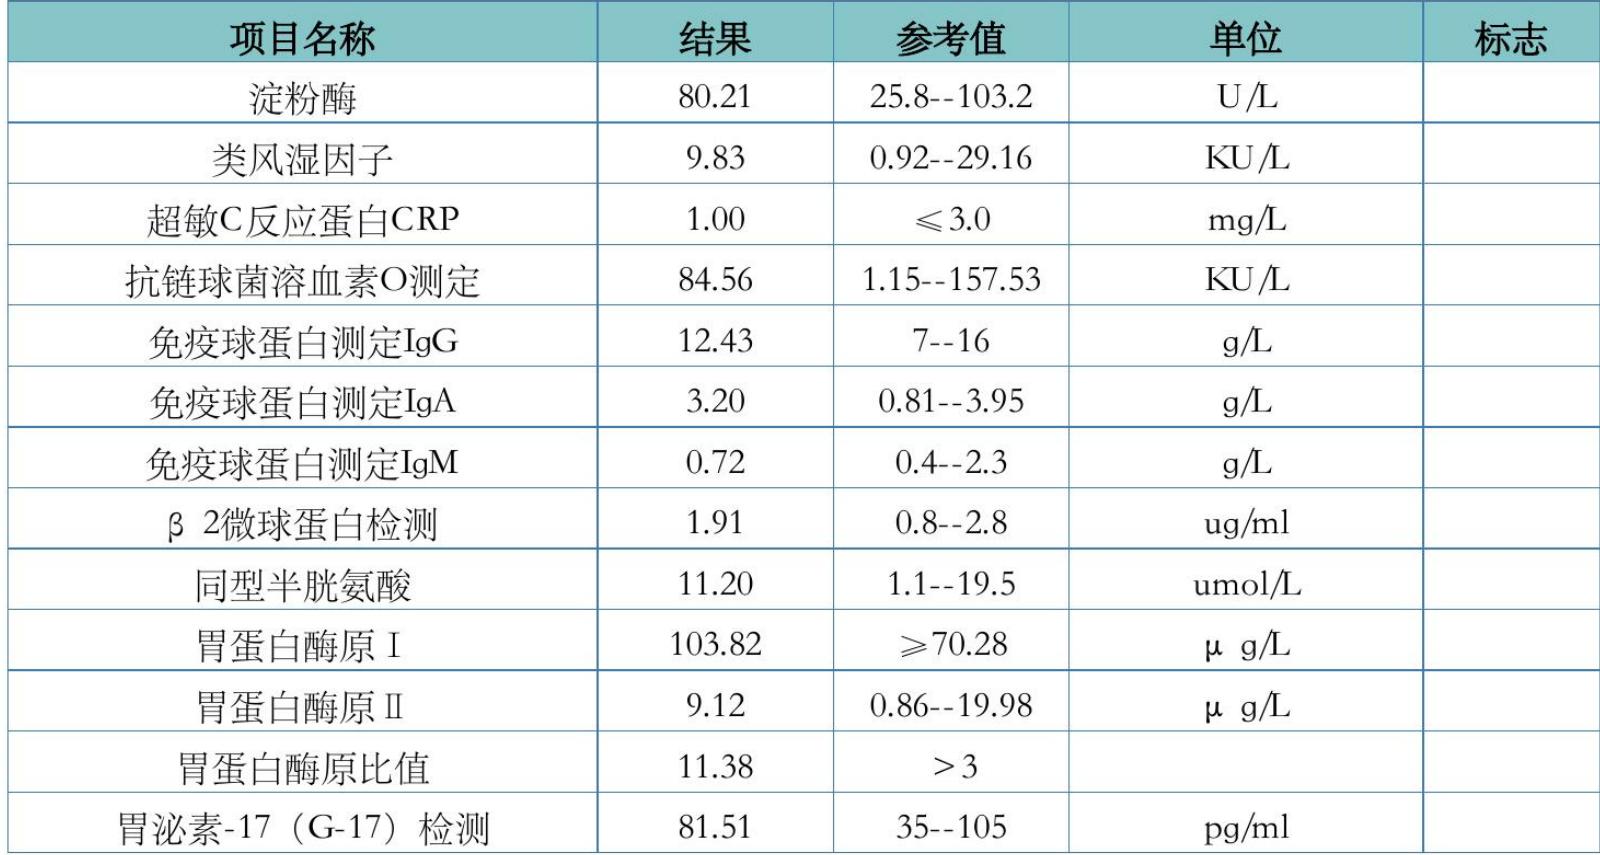 项目名称 结果 参考值 单位 标志
淀粉酶 80.21 25.8--103.2 U/L
类风湿因子 9.83 0.92--29.16 KU/L
超敏C反应蛋白CRP 1.00 ≤3.0 mg/L
抗链球菌溶血素O测定 84.56 1.15--157.53 KU/L
免疫球蛋白测定IgG 12.43 7--16 g/L
免疫球蛋白测定IgA 3.20 0.81--3.95 g/L
免疫球蛋白测定IgM 0.72 0.4--2.3 g/L
β 2微球蛋白检测 1.91 0.8--2.8 ug/ml
同型半胱氨酸 11.20 1.1--19.5 umol/L
胃蛋白酶原Ⅰ 103.82 ≥70.28 μ g/L
胃蛋白酶原Ⅱ 9.12 0.86--19.98 μ g/L
胃蛋白酶原比值 11.38 >3
胃泌素-17（G-17）检测 81.51 35--105 pg/ml